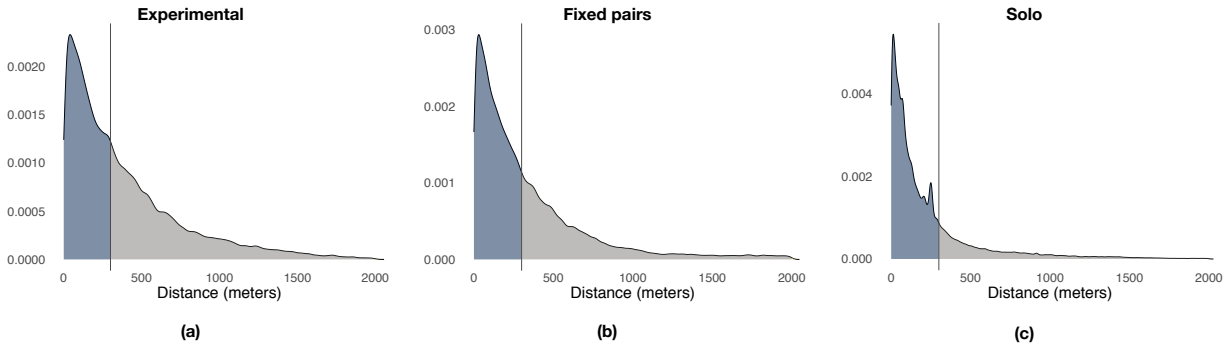 Experimental
0.0020
0.0015
0.0010
0.0005
0.0000
0 500 1000 1500 2000
Distance (meters)
(a)
Fixed pairs
0.003
0.002
0.001
0.000
0 500 1000 1500 2000
Distance (meters)
(b)
Solo
0.004
0.002
0.000
0 500 1000 1500 2000
Distance (meters)
(c)